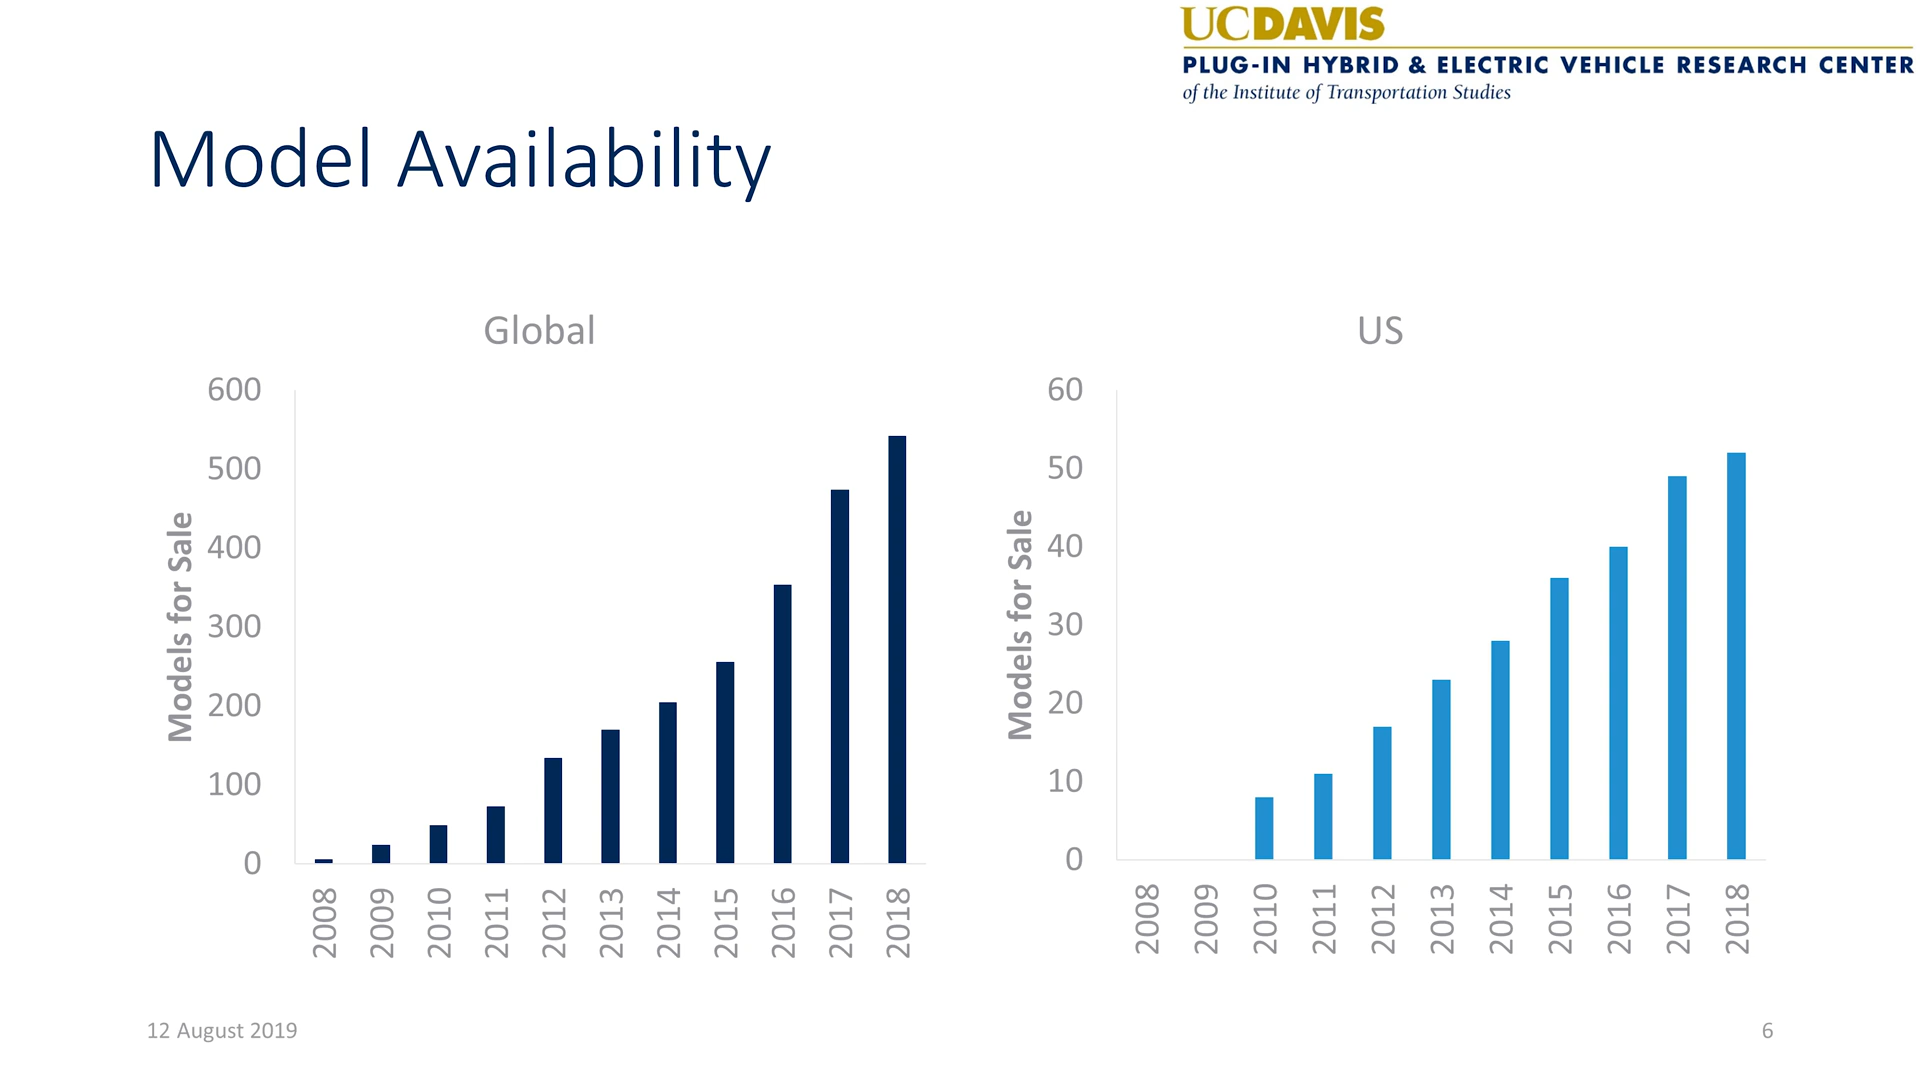 UCDAVIS
PLUG-IN HYBRID & ELECTRIC VEHICLE RESEARCH CENTER
of the Institute of Transportation Studies
Model Availability
Global
Models for Sale
600
500
400
300
200
100
0
2008 2009 2010 2011 2012 2013 2014 2015 2016 2017 2018
US
Models for Sale
60
50
40
30
20
10
0
2008 2009 2010 2011 2012 2013 2014 2015 2016 2017 2018
12 August 2019
6